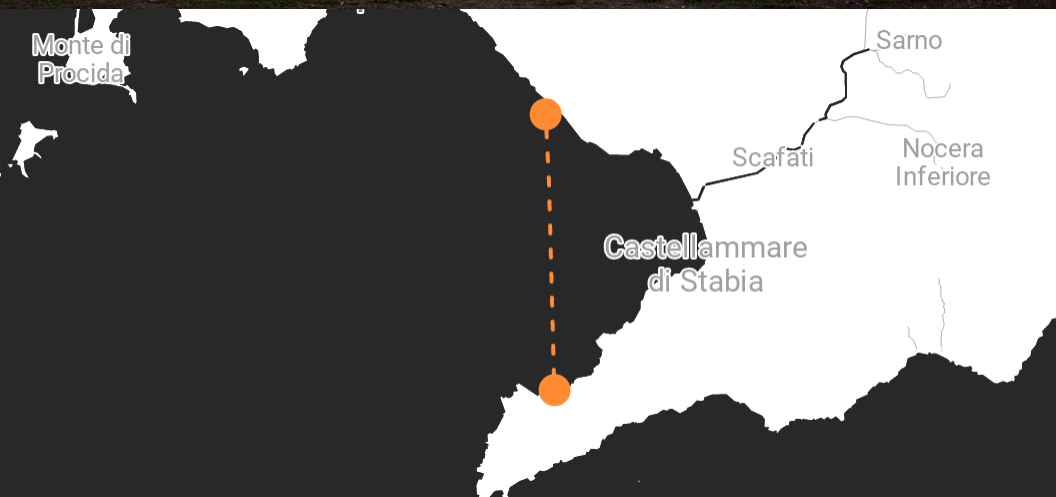 Monte di
Procida
Sarno
Scafati
Nocera
Inferiore
Castellammare
di Stabia